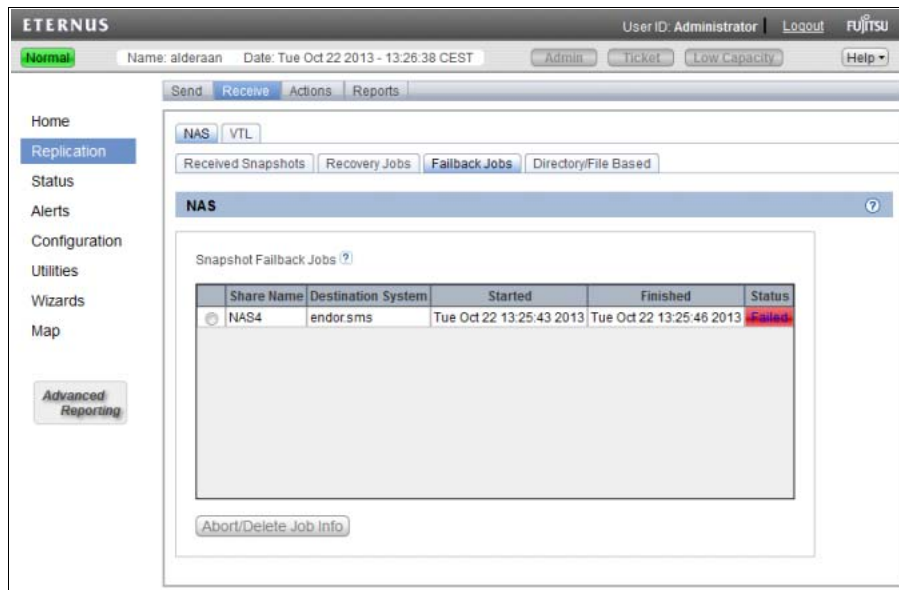 ETERNUS
User ID: Administrator Logout FUJITSU
Normal Name: alderaan Date: Tue Oct 22 2013 - 13:26:38 CEST Admin Ticket Low Capacity Help
Send Receive Actions Reports
Home
Replication
Status
Alerts
Configuration
Utilities
Wizards
Map
Advanced
Reporting
NAS VTL
Received Snapshots Recovery Jobs Failback Jobs Directory/File Based
NAS ?
Snapshot Failback Jobs ?
Share Name Destination System Started Finished Status
NAS4 endor.sms Tue Oct 22 13:25:43 2013 Tue Oct 22 13:25:46 2013 Failed
Abort/Delete Job Info